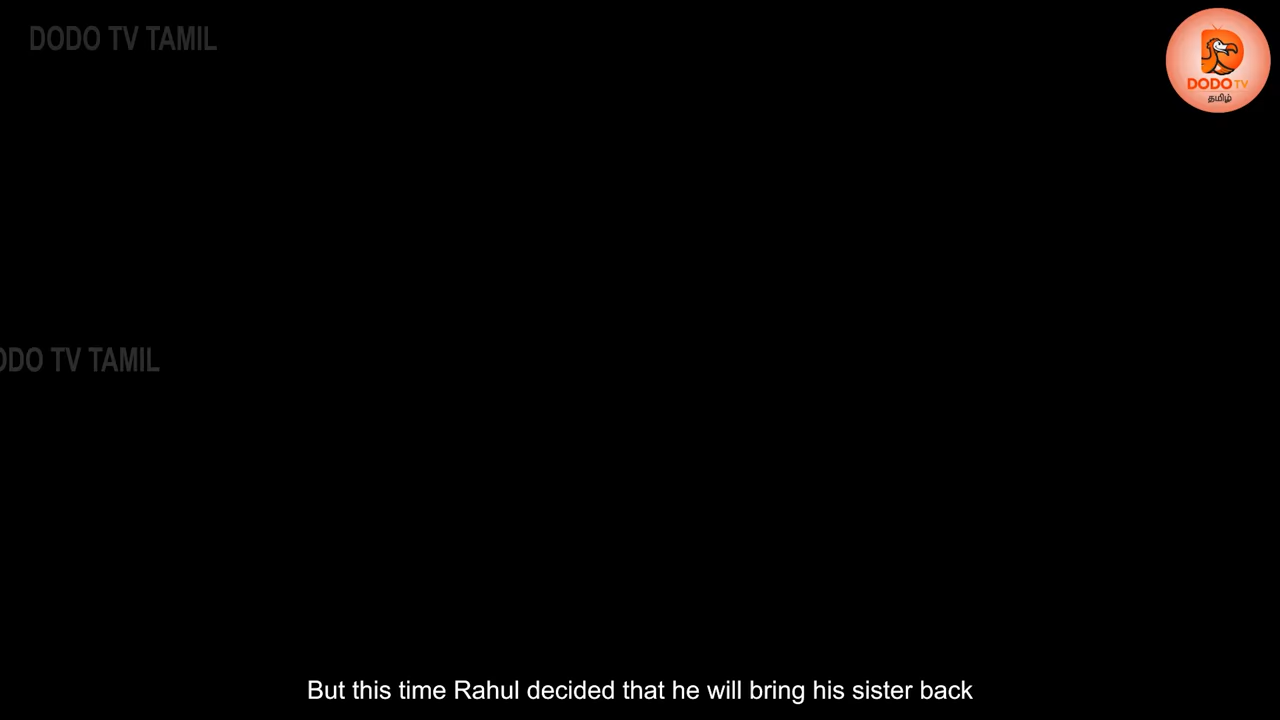 DODO TV TAMIL
DODO TV
தமிழ்
ODO TV TAMIL
But this time Rahul decided that he will bring his sister back